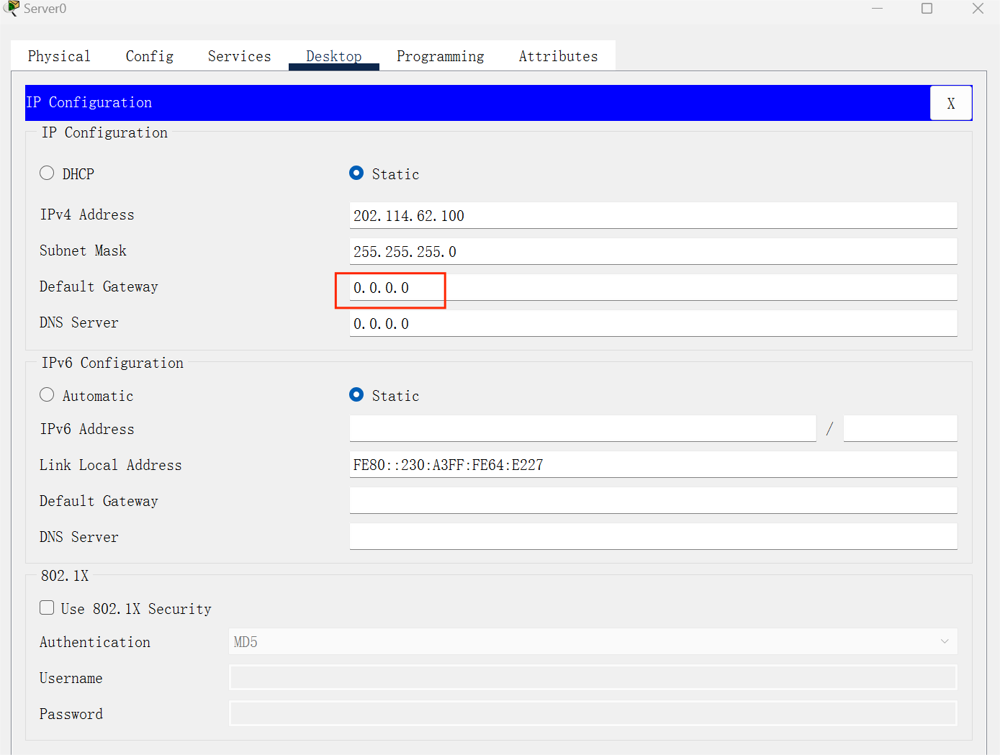 Server0
Physical Config Services Desktop Programming Attributes
IP Configuration X
IP Configuration
DHCP Static
IPv4 Address 202.114.62.100
Subnet Mask 255.255.255.0
Default Gateway 0.0.0.0
DNS Server 0.0.0.0
IPv6 Configuration
Automatic Static
IPv6 Address /
Link Local Address FE80::230:A3FF:FE64:E227
Default Gateway
DNS Server
802.1X
Use 802.1X Security
Authentication MD5
Username
Password